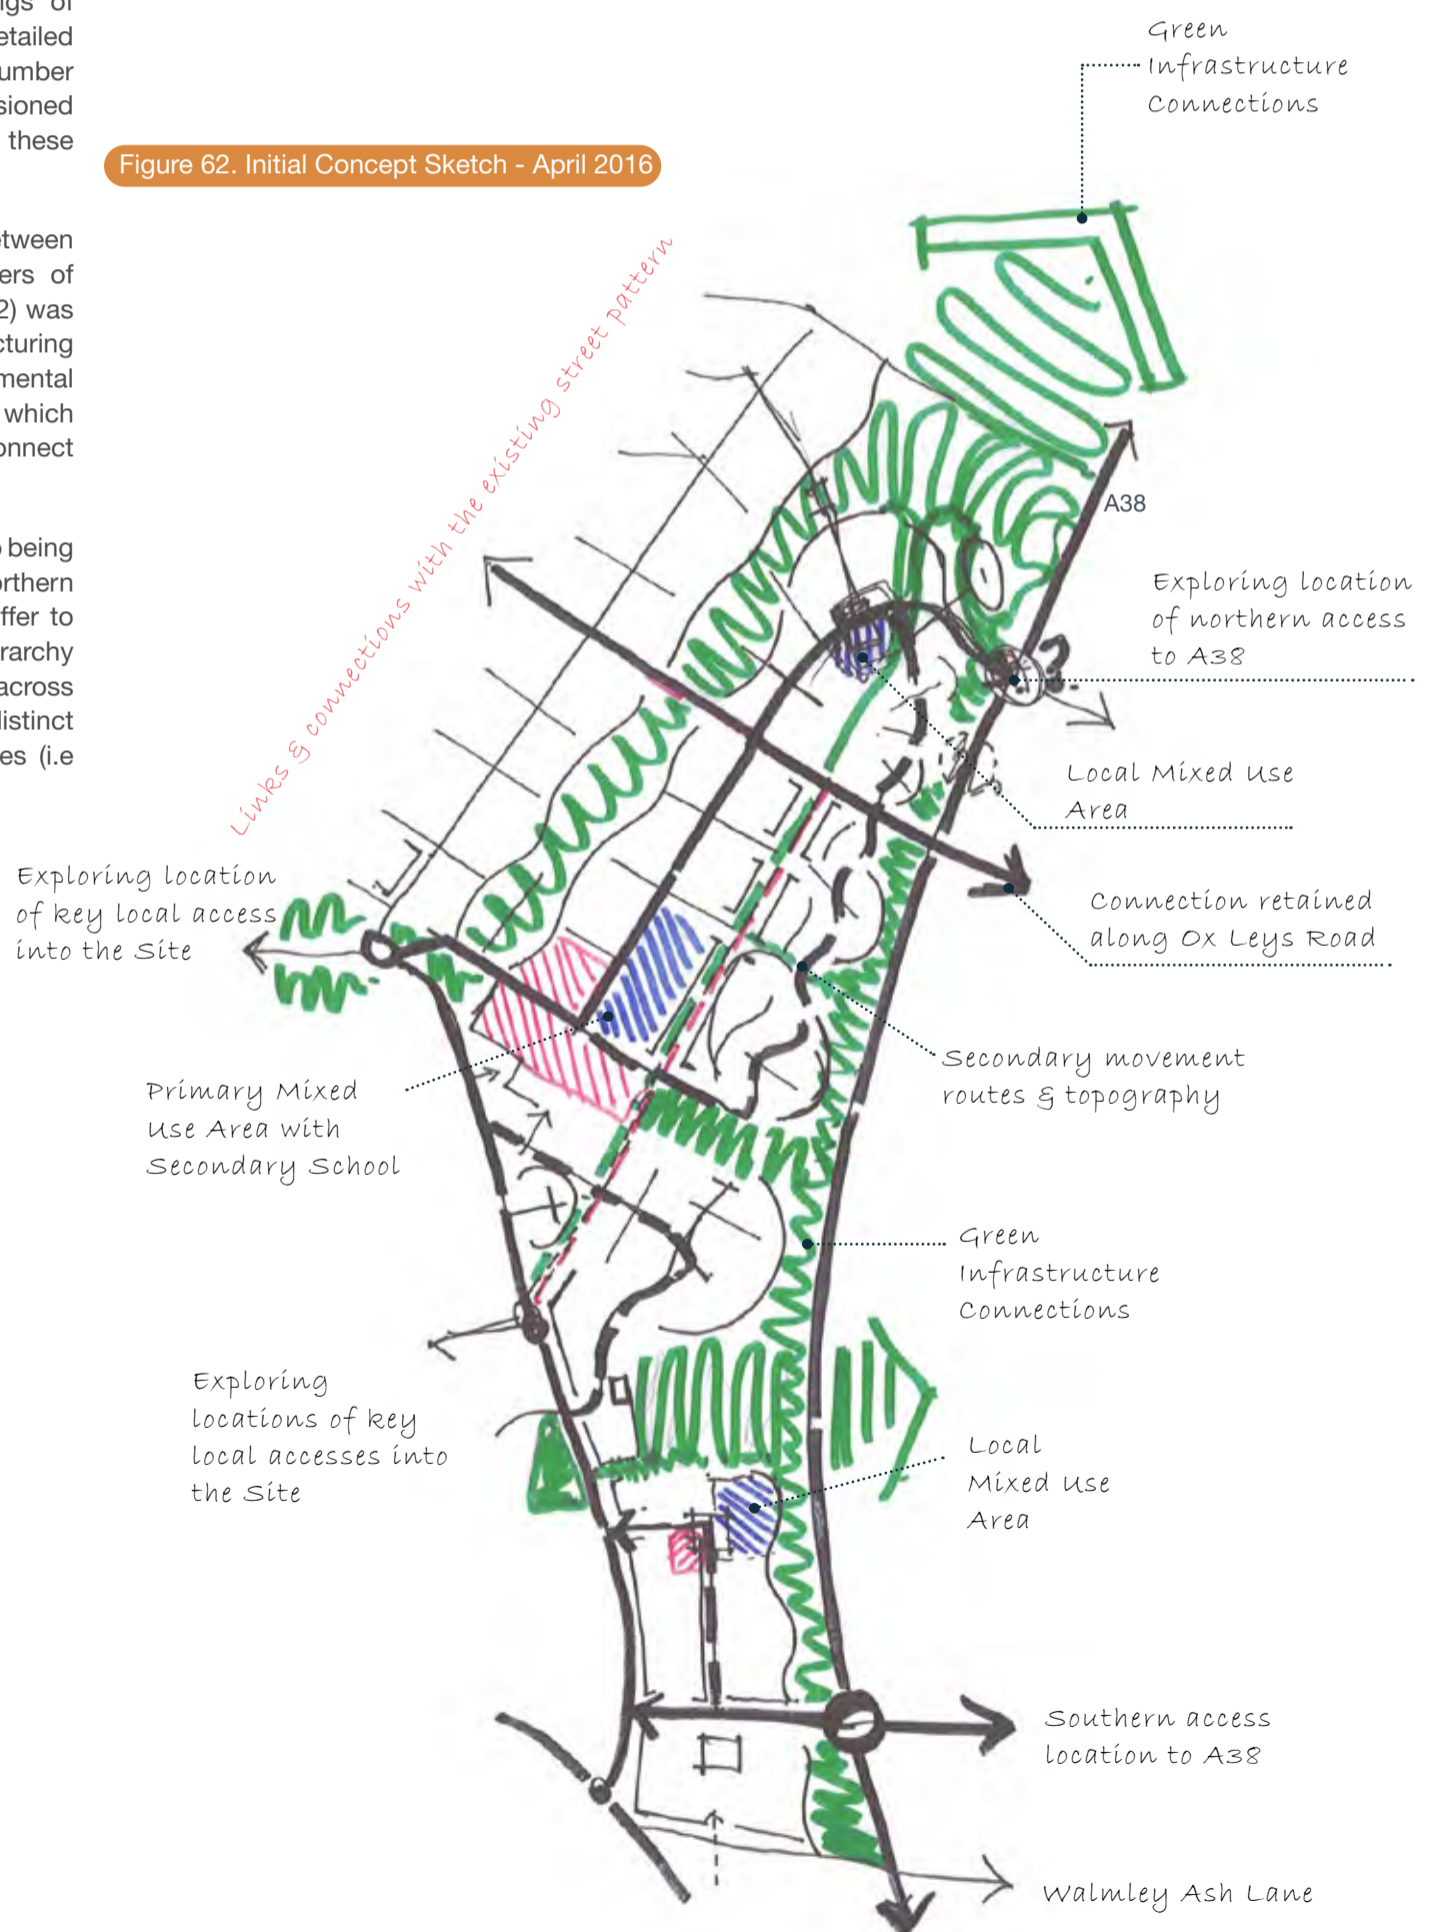 gs of
etailed
umber
sioned
these
etween
ers of
2) was
cturing
mental
which
onnect
being
orthern
ffer to
rarchy
across
distinct
es (i.e
Figure 62. Initial Concept Sketch - April 2016
Green
Infrastructure
Connections
Links & connections with the existing street pattern
A38
Exploring location
of northern access
to A38
?
Local Mixed Use
Area
Exploring location
of key local access
into the Site
Connection retained
along Ox Leys Road
Secondary movement
routes & topography
Primary Mixed
Use Area with
Secondary School
Green
Infrastructure
Connections
Exploring
locations of key
local accesses into
the Site
Local
Mixed Use
Area
Southern access
location to A38
Walmley Ash Lane